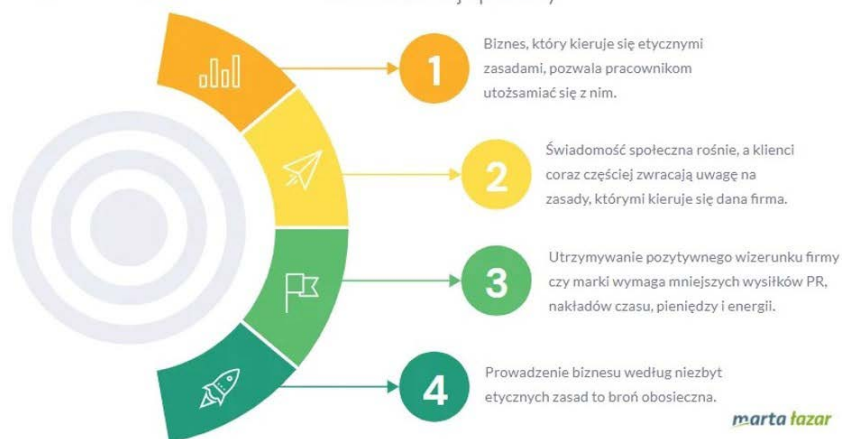 1
Biznes, który kieruje się etycznymi
zasadami, pozwala pracownikom
utożsamiać się z nim.
2
Świadomość społeczna rośnie, a klienci
coraz częściej zwracają uwagę na
zasady, którymi kieruje się dana firma.
3
Utrzymywanie pozytywnego wizerunku firmy
czy marki wymaga mniejszych wysiłków PR,
nakładów czasu, pieniędzy i energii.
4
Prowadzenie biznesu według niezbyt
etycznych zasad to broń obosieczna.
marta łazar